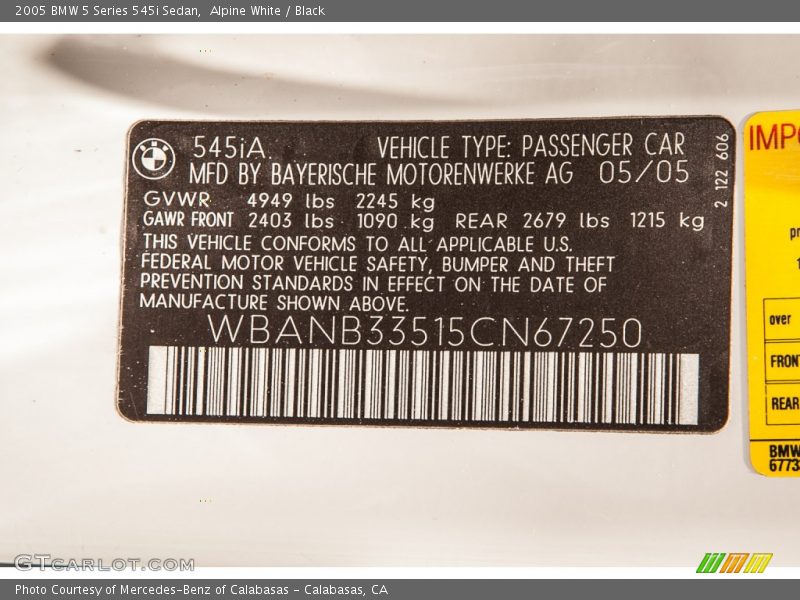 2005 BMW 5 Series 545i Sedan, Alpine White / Black
545iA VEHICLE TYPE: PASSENGER CAR
MFD BY BAYERISCHE MOTORENWERKE AG 05/05
GVWR 4949 lbs 2245 kg
GAWR FRONT 2403 lbs 1090 kg REAR 2679 lbs 1215 kg
THIS VEHICLE CONFORMS TO ALL APPLICABLE U.S.
FEDERAL MOTOR VEHICLE SAFETY, BUMPER AND THEFT
PREVENTION STANDARDS IN EFFECT ON THE DATE OF
MANUFACTURE SHOWN ABOVE.
WBANB33515CN67250
2 122 606
over
FRONT
REAR
BMW
GTCARLOT.COM
Photo Courtesy of Mercedes-Benz of Calabasas - Calabasas, CA